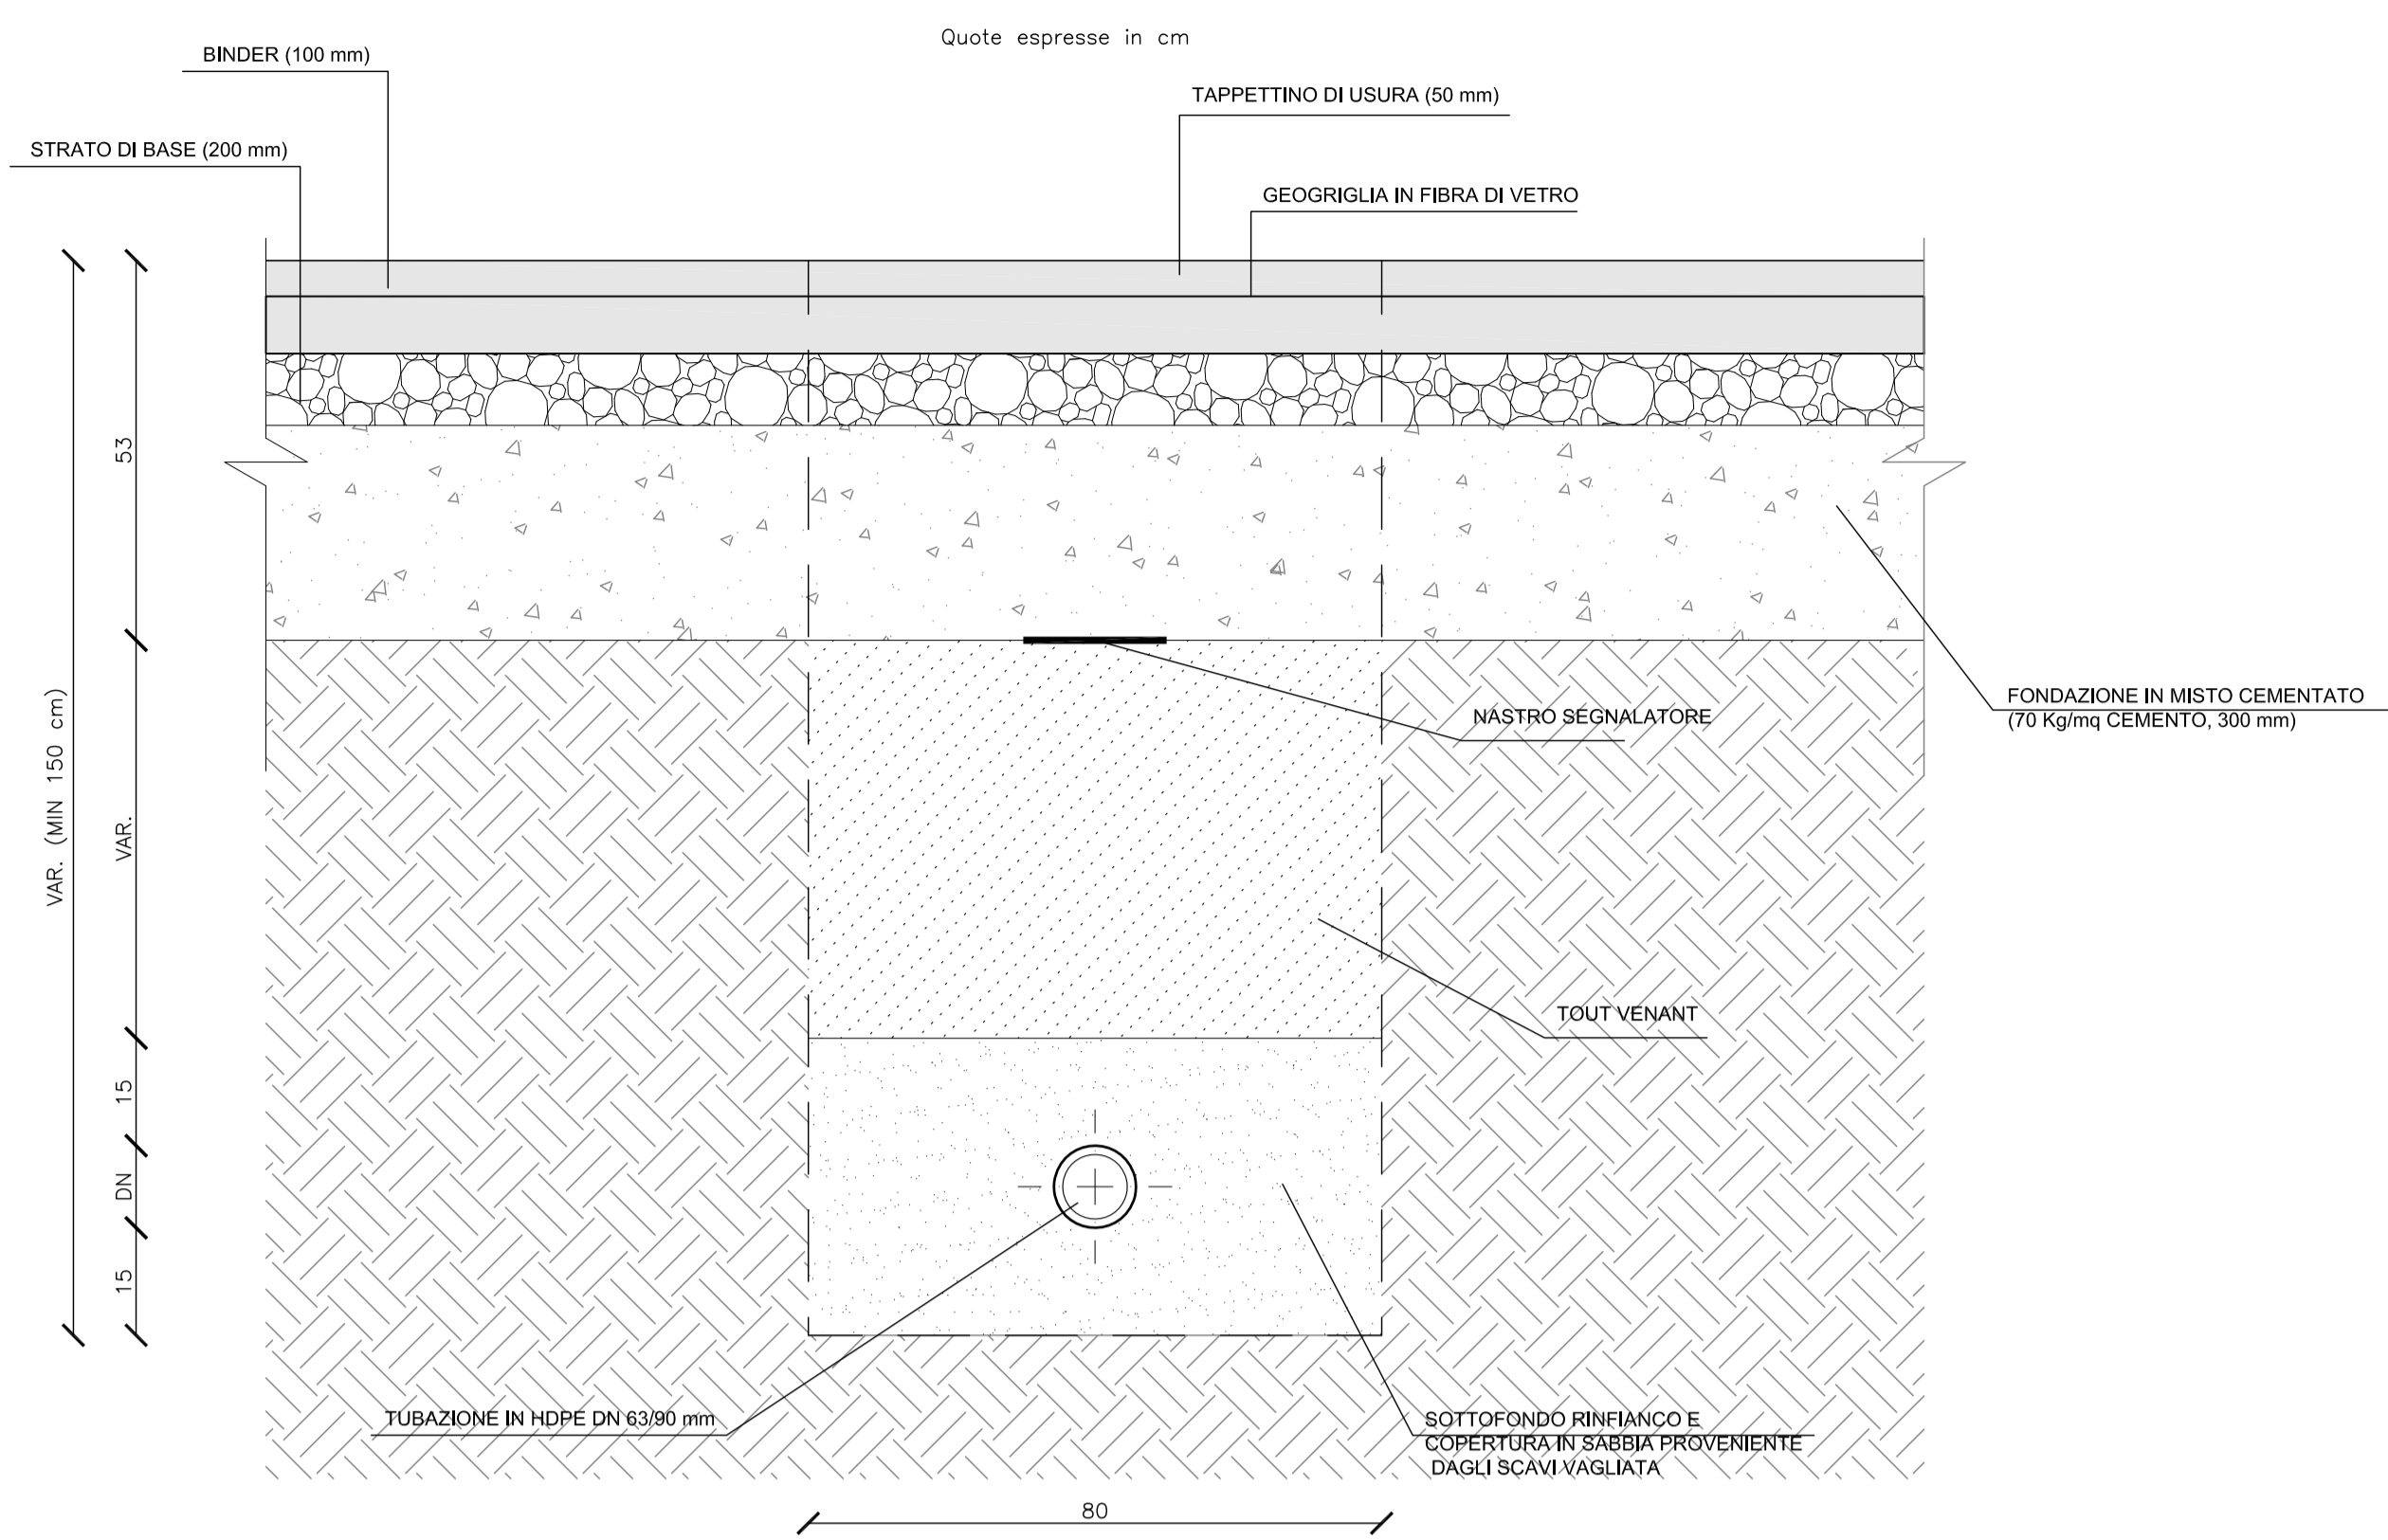 Quote espresse in cm
BINDER (100 mm)
TAPPETTINO DI USURA (50 mm)
STRATO DI BASE (200 mm)
GEOGRIGLIA IN FIBRA DI VETRO
53
VAR. (MIN 150 cm)
VAR.
15
DN
15
NASTRO SEGNALATORE
FONDAZIONE IN MISTO CEMENTATO
(70 Kg/mq CEMENTO, 300 mm)
TOUT VENANT
TUBAZIONE IN HDPE DN 63/90 mm
SOTTOFONDO RINFIANCO E
COPERTURA IN SABBIA PROVENIENTE
DAGLI SCAVI VAGLIATA
80